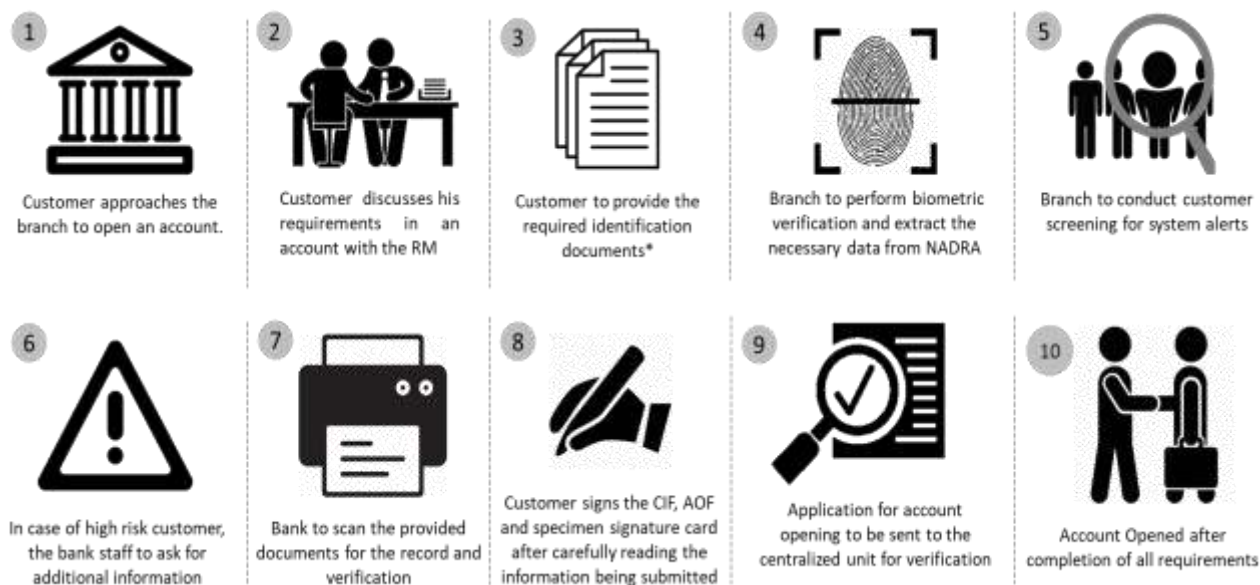 1
Customer approaches the
branch to open an account.
2
Customer discusses his
requirements in an
account with the RM
3
Customer to provide the
required identification
documents*
4
Branch to perform biometric
verification and extract the
necessary data from NADRA
5
Branch to conduct customer
screening for system alerts
6
In case of high risk customer,
the bank staff to ask for
additional information
7
Bank to scan the provided
documents for the record and
verification
8
Customer signs the CIF, AOF
and specimen signature card
after carefully reading the
information being submitted
9
Application for account
opening to be sent to the
centralized unit for verification
10
Account Opened after
completion of all requirements